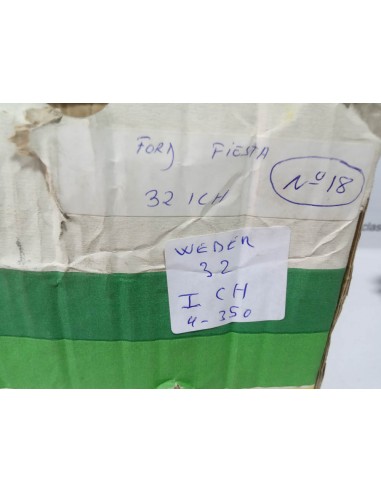 FORD FIESTA
Nº18
32 ICH
WEBER
32
I CH
4-350